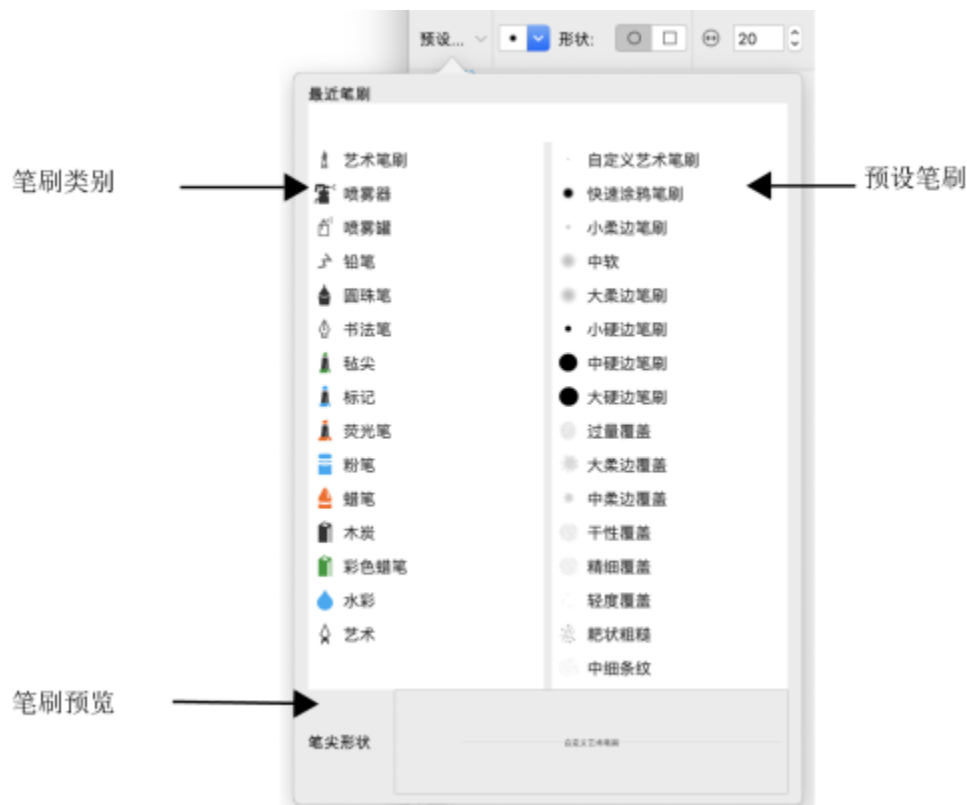 预设...
形状:
20
最近笔刷
艺术笔刷
喷雾器
喷雾罐
铅笔
圆珠笔
书法笔
毡尖
标记
荧光笔
粉笔
蜡笔
木炭
彩色蜡笔
水彩
艺术
自定义艺术笔刷
快速涂鸦笔刷
小柔边笔刷
中软
大柔边笔刷
小硬边笔刷
中硬边笔刷
大硬边笔刷
过量覆盖
大柔边覆盖
中柔边覆盖
干性覆盖
精细覆盖
轻度覆盖
靶状粗糙
中细条纹
笔尖形状
自定义艺术笔刷
笔刷类别
预设笔刷
笔刷预览